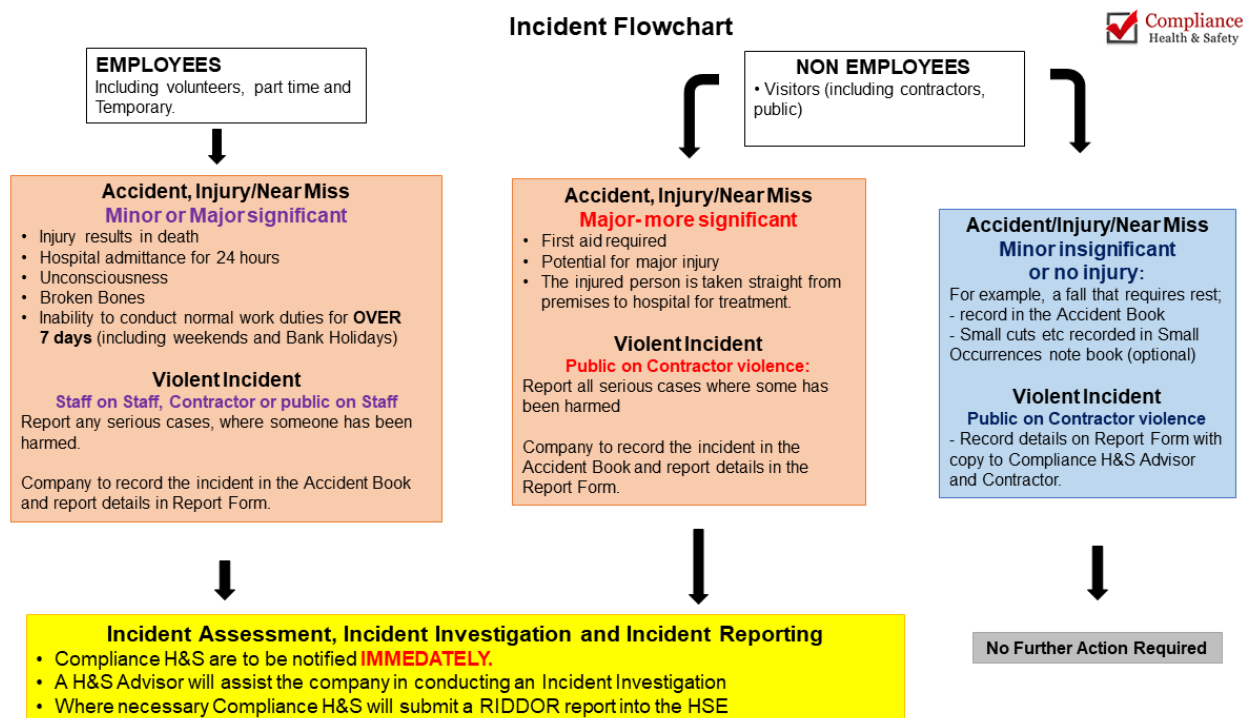 Incident Flowchart
Compliance
Health & Safety
EMPLOYEES
Including volunteers, part time and
Temporary.
NON EMPLOYEES
• Visitors (including contractors,
public)
Accident, Injury/Near Miss
Minor or Major significant
• Injury results in death
• Hospital admittance for 24 hours
• Unconsciousness
• Broken Bones
• Inability to conduct normal work duties for OVER
7 days (including weekends and Bank Holidays)
Violent Incident
Staff on Staff, Contractor or public on Staff
Report any serious cases, where someone has been
harmed.
Company to record the incident in the Accident Book
and report details in Report Form.
Accident, Injury/Near Miss
Major- more significant
• First aid required
• Potential for major injury
• The injured person is taken straight from
premises to hospital for treatment.
Violent Incident
Public on Contractor violence:
Report all serious cases where some has
been harmed
Company to record the incident in the
Accident Book and report details in the
Report Form.
Accident/Injury/Near Miss
Minor insignificant
or no injury:
For example, a fall that requires rest;
- record in the Accident Book
- Small cuts etc recorded in Small
Occurrences note book (optional)
Violent Incident
Public on Contractor violence
- Record details on Report Form with
copy to Compliance H&S Advisor
and Contractor.
Incident Assessment, Incident Investigation and Incident Reporting
• Compliance H&S are to be notified IMMEDATELY.
• A H&S Advisor will assist the company in conducting an Incident Investigation
• Where necessary Compliance H&S will submit a RIDDOR report into the HSE
No Further Action Required